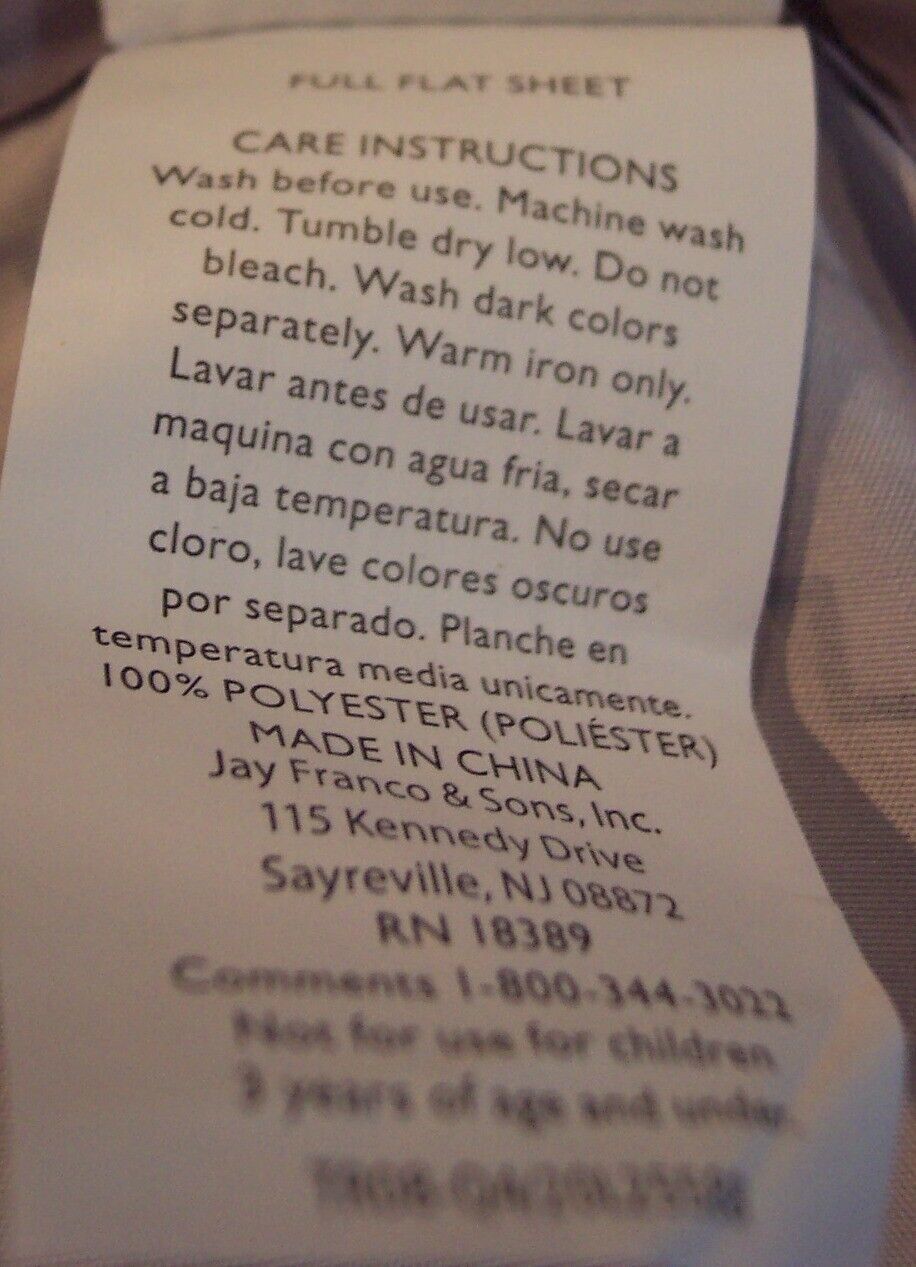 FULL FLAT SHEET
CARE INSTRUCTIONS
Wash before use. Machine wash
cold. Tumble dry low. Do not
bleach. Wash dark colors
separately. Warm iron only.
Lavar antes de usar. Lavar a
maquina con agua fria, secar
a baja temperatura. No use
cloro, lave colores oscuros
por separado. Planche en
temperatura media unicamente.
100% POLYESTER (POLIÉSTER)
MADE IN CHINA
Jay Franco & Sons, Inc.
115 Kennedy Drive
Sayreville, NJ 08872
RN 18389
Comments 1-800-344-3022
Not for use for children
3 years of age and under.